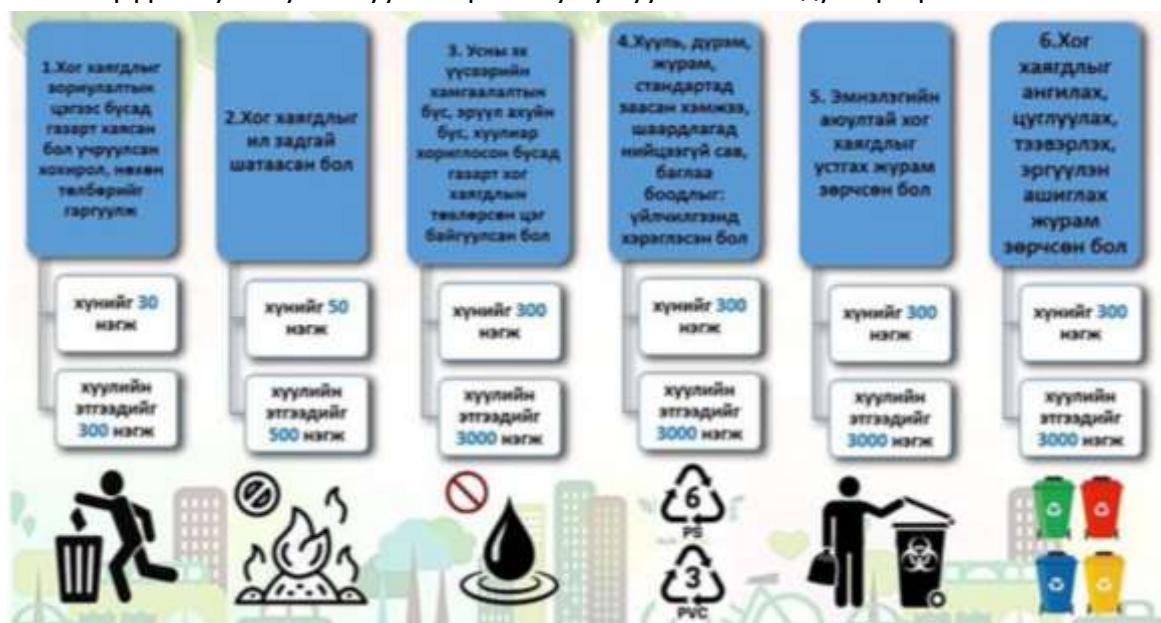 1.Хог хаягдлыг
зориулалтын
цэгээс бусад
газарт хаясан
бол учруулсан
хохирол, нөхөн
төлбөрийг
гаргуулж
хүнийг 30
нэгж
хуулийн
этгээдийг
300 нэгж
2.Хог хаягдлыг
ил задгай
шатаасан бол
хүнийг 50
нэгж
хуулийн
этгээдийг
500 нэгж
3. Усны эх
үүсвэрийн
хамгаалалтын
бүс, эрүүл ахуйн
бүс, хуулиар
хориглосон бусад
газарт хог
хаягдлын
төвлөрсөн цэг
байгуулсан бол
хүнийг 300
нэгж
хуулийн
этгээдийг
3000 нэгж
4.Хууль, дүрэм,
журам,
стандартад
заасан хэмжээ,
шаардлагад
нийцээгүй сав,
баглаа
боодлыг:
үйлчилгээнд
хэрэглэсэн бол
хүнийг 300
нэгж
хуулийн
этгээдийг
3000 нэгж
5. Эмнэлэгийн
аюултай хог
хаягдлыг
устгах журам
зөрчсөн бол
хүнийг 300
нэгж
хуулийн
этгээдийг
3000 нэгж
6.Хог
хаягдлыг
ангилах,
цуглуулах,
тээвэрлэх,
эргүүлэн
ашиглах
журам
зөрчсөн бол
хүнийг 300
нэгж
хуулийн
этгээдийг
3000 нэгж
6
PS
3
PVC